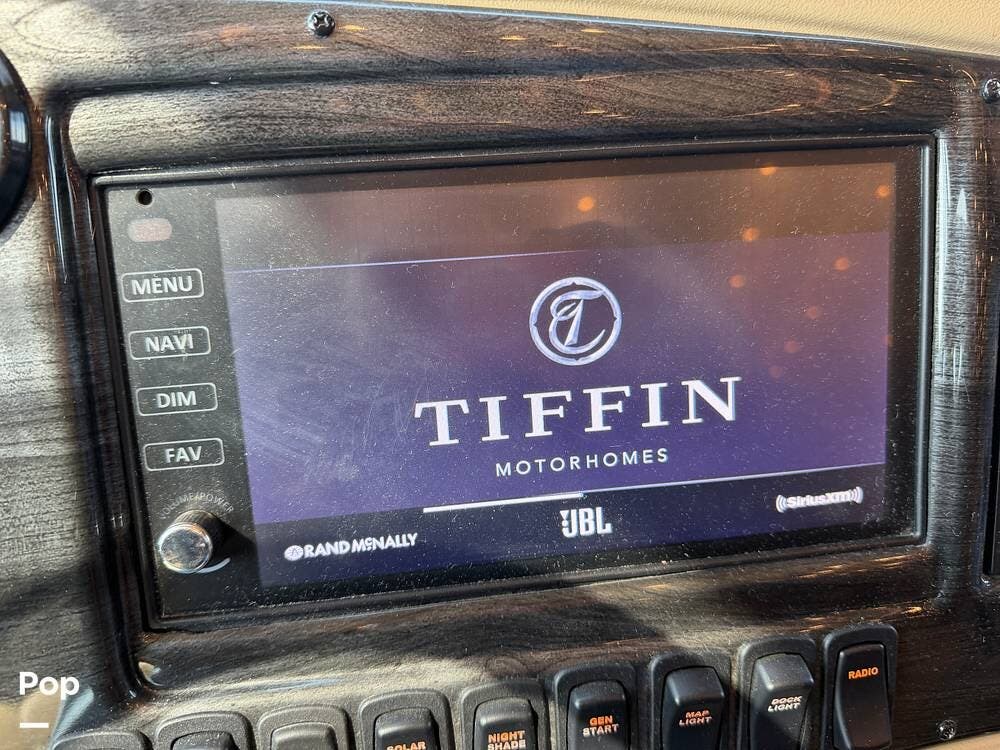 MENU
NAVI
DIM
FAV
VOLUME/POWER
TIFFIN
MOTORHOMES
RAND McNALLY
JBL
((SiriusXM))
Pop
SOLAR
NIGHT
SHADE
GEN
START
MAP
LIGHT
DOCK
LIGHT
RADIO